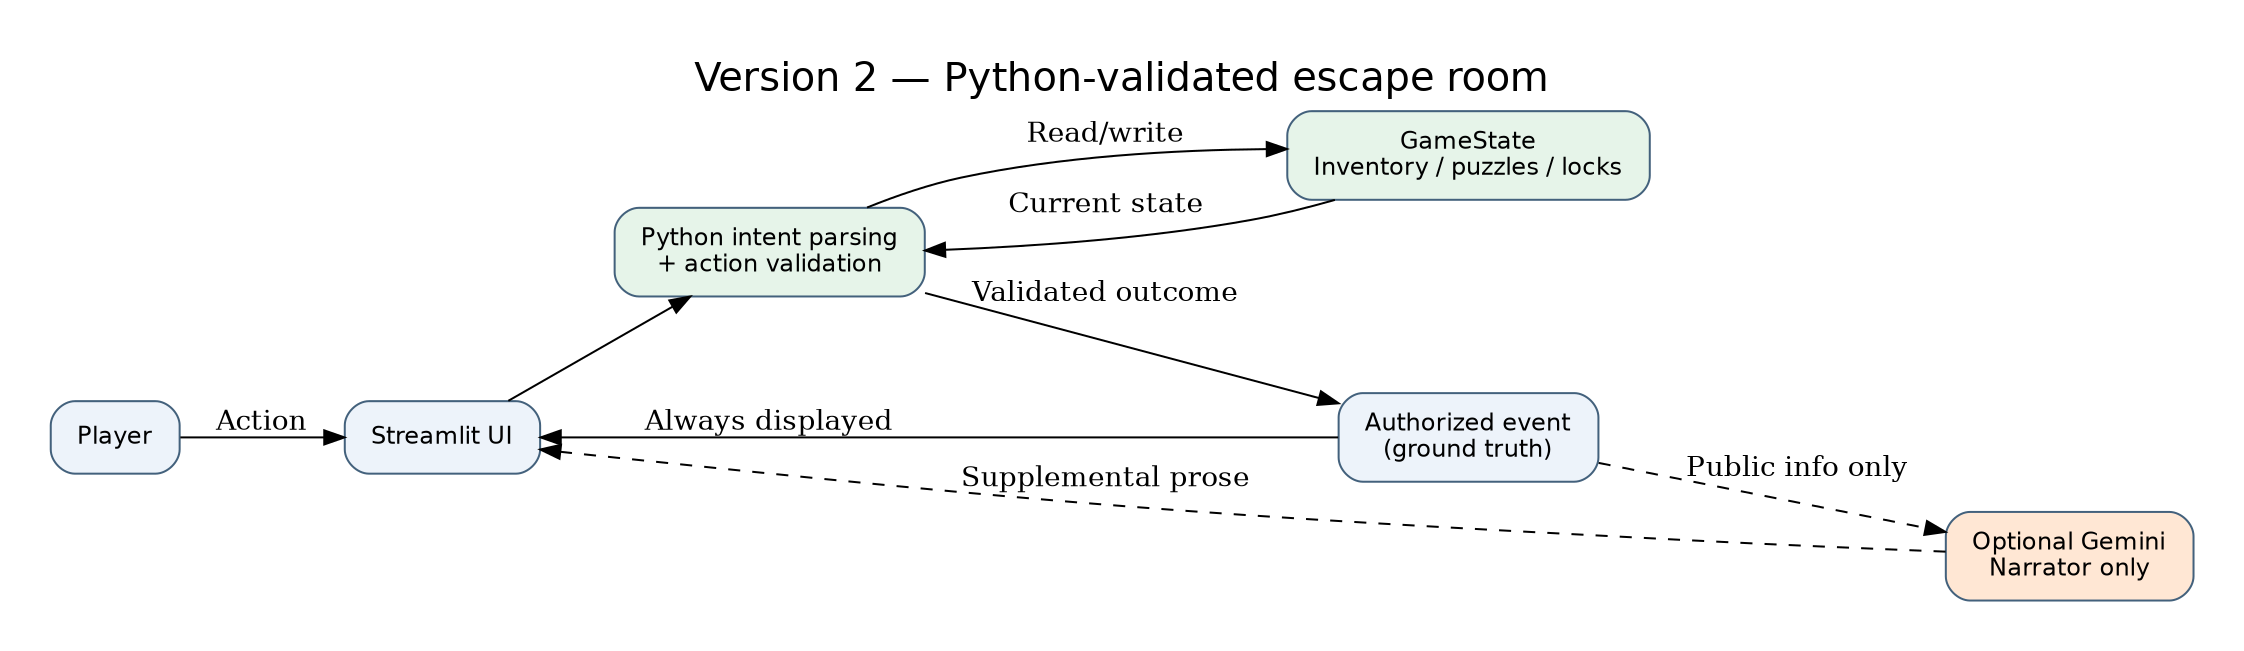 Version 2 — Python-validated escape room
Read/write
GameState
Inventory / puzzles / locks
Current state
Python intent parsing
+ action validation
Validated outcome
Player
Action
Streamlit UI
Always displayed
Authorized event
(ground truth)
Supplemental prose
Public info only
Optional Gemini
Narrator only